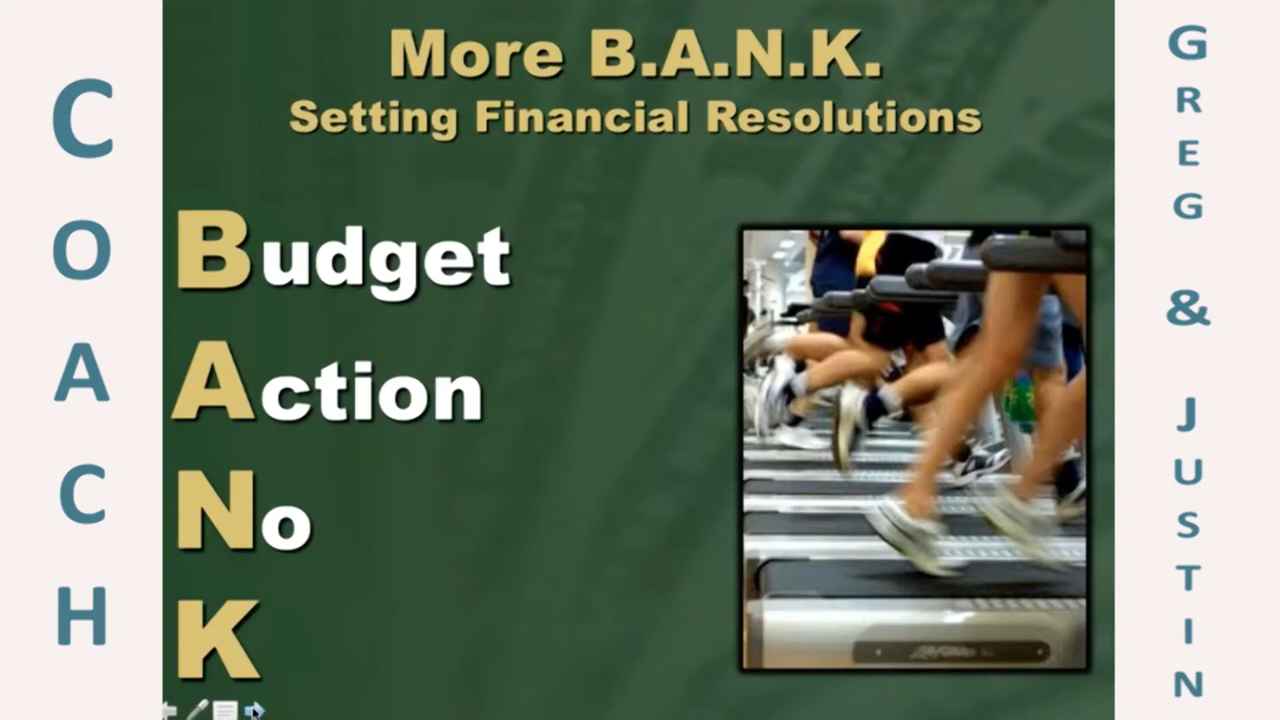 COACH
More B.A.N.K.
Setting Financial Resolutions
Budget
Action
No
K
GREG & JUSTIN